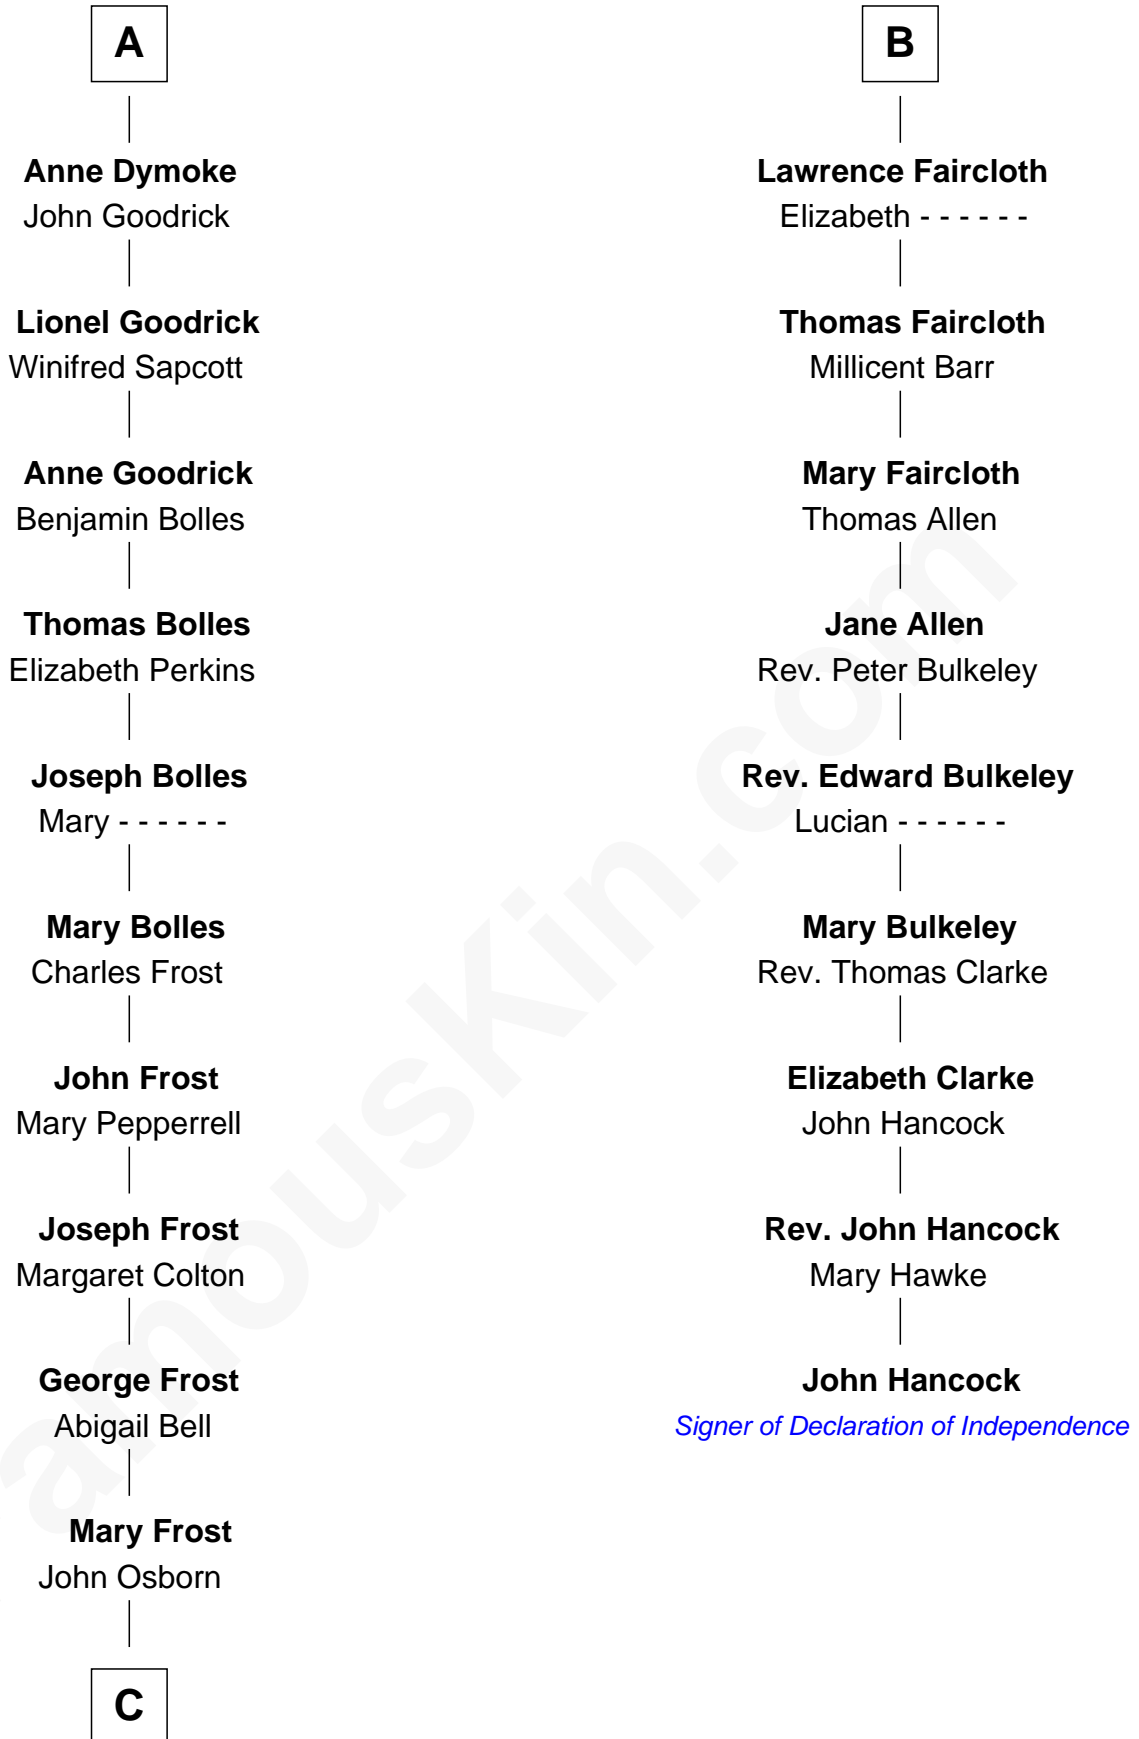 A
Anne Dymoke
John Goodrick
Lionel Goodrick
Winifred Sapcott
Anne Goodrick
Benjamin Bolles
Thomas Bolles
Elizabeth Perkins
Joseph Bolles
Mary - - - - - -
Mary Bolles
Charles Frost
John Frost
Mary Pepperrell
Joseph Frost
Margaret Colton
George Frost
Abigail Bell
Mary Frost
John Osborn
C
B
Lawrence Faircloth
Elizabeth - - - - - -
Thomas Faircloth
Millicent Barr
Mary Faircloth
Thomas Allen
Jane Allen
Rev. Peter Bulkeley
Rev. Edward Bulkeley
Lucian - - - - - -
Mary Bulkeley
Rev. Thomas Clarke
Elizabeth Clarke
John Hancock
Rev. John Hancock
Mary Hawke
John Hancock
Signer of Declaration of Independence
amousKin.com